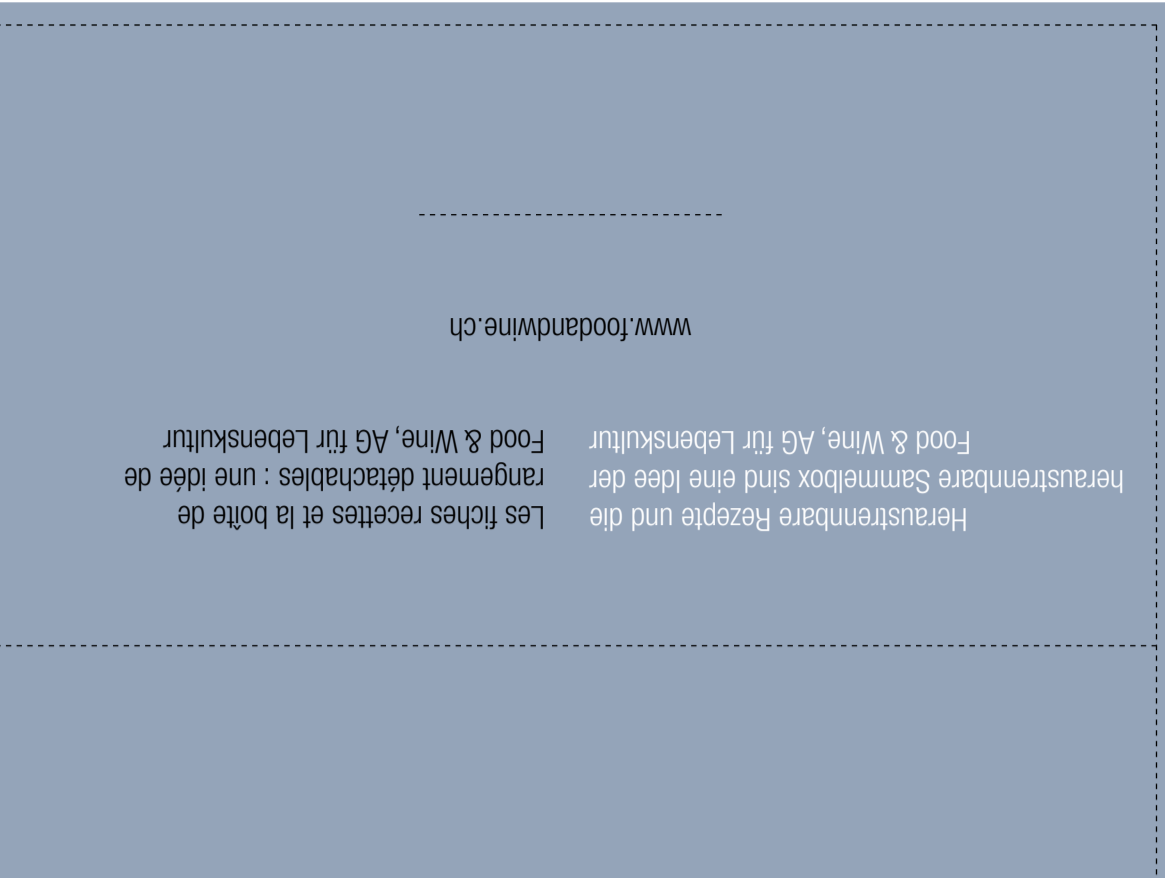 Heraustrennbare Rezepte und die
heraustrennbare Sammelbox sind eine Idee der
Food & Wine, AG für Lebenskultur
Les fiches recettes et la boîte de
rangement détachables : une idée de
Food & Wine, AG für Lebenskultur
www.foodandwine.ch